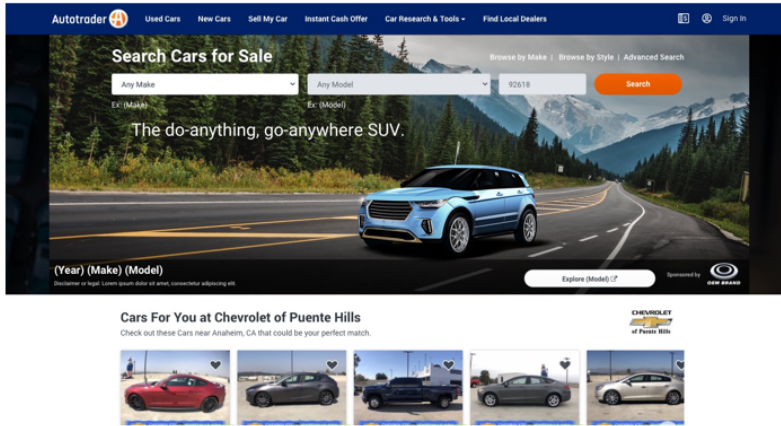 Autotrader
Used Cars New Cars Sell My Car Instant Cash Offer Car Research & Tools Find Local Dealers Sign In
Search Cars for Sale
Browse by Make | Browse by Style | Advanced Search
Any Make Any Model 92618 Search
Ex: (Make) Ex: (Model)
The do-anything, go-anywhere SUV.
(Year) (Make) (Model)
Disclaimer or legal: Lorem ipsum dolor sit amet, consectetur adipiscing elit.
Explore (Model)
Sponsored by
OEM BRAND
Cars For You at Chevrolet of Puente Hills
Check out these Cars near Anaheim, CA that could be your perfect match.
CHEVROLET
of Puente Hills